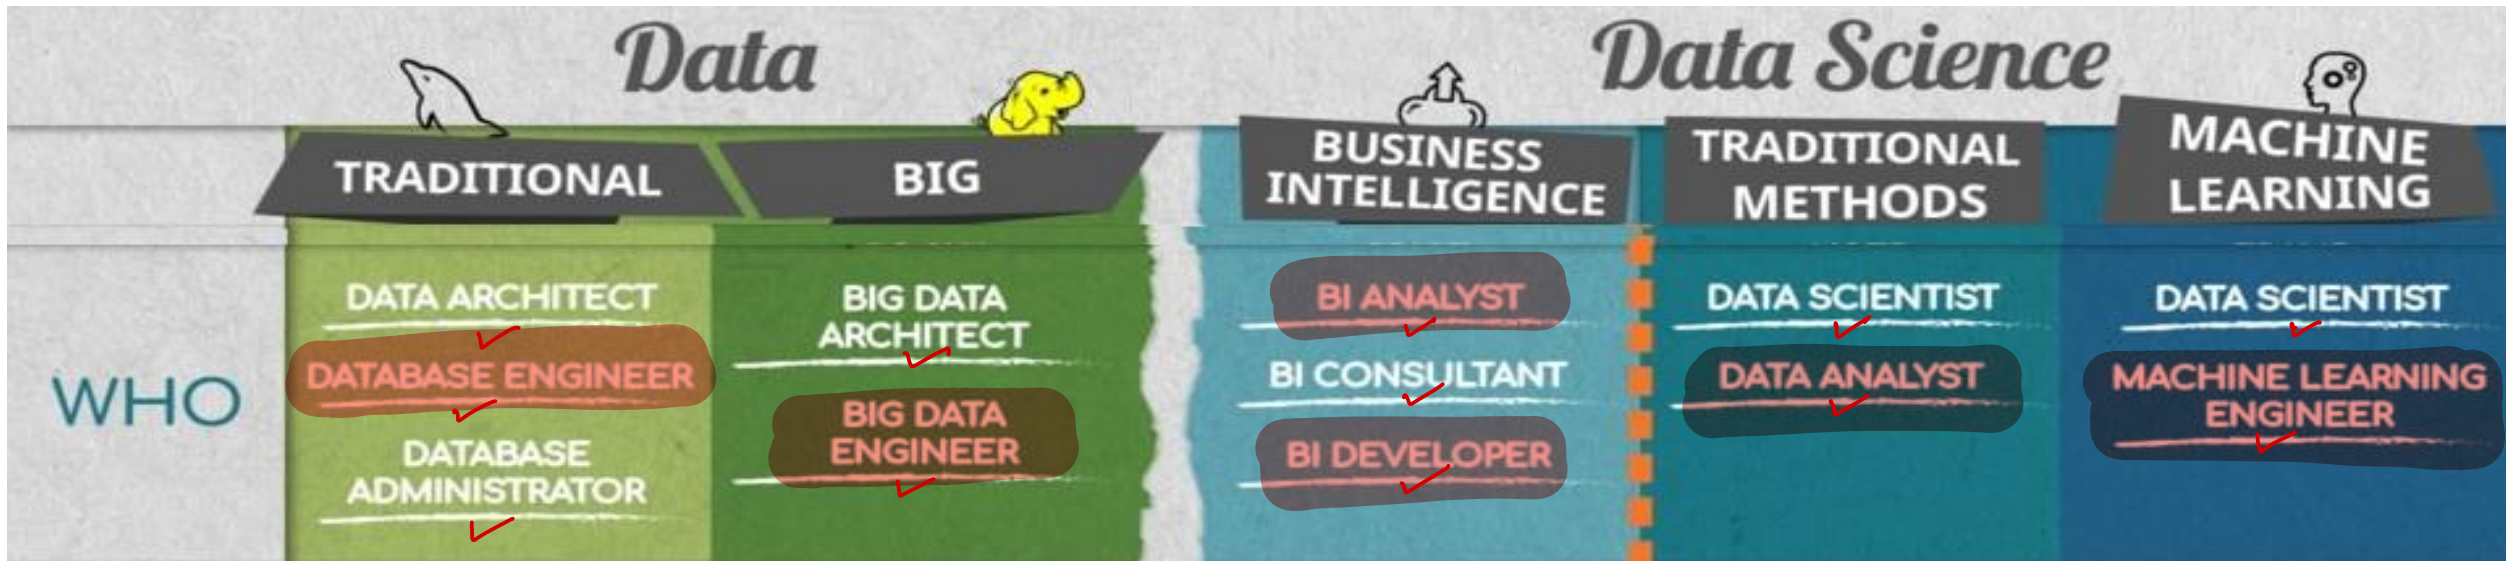 Data
Data Science
TRADITIONAL
BIG
BUSINESS
INTELLIGENCE
TRADITIONAL
METHODS
MACHINE
LEARNING
WHO
DATA ARCHITECT
DATABASE ENGINEER
DATABASE
ADMINISTRATOR
BIG DATA
ARCHITECT
BIG DATA
ENGINEER
BI ANALYST
BI CONSULTANT
BI DEVELOPER
DATA SCIENTIST
DATA ANALYST
DATA SCIENTIST
MACHINE LEARNING
ENGINEER